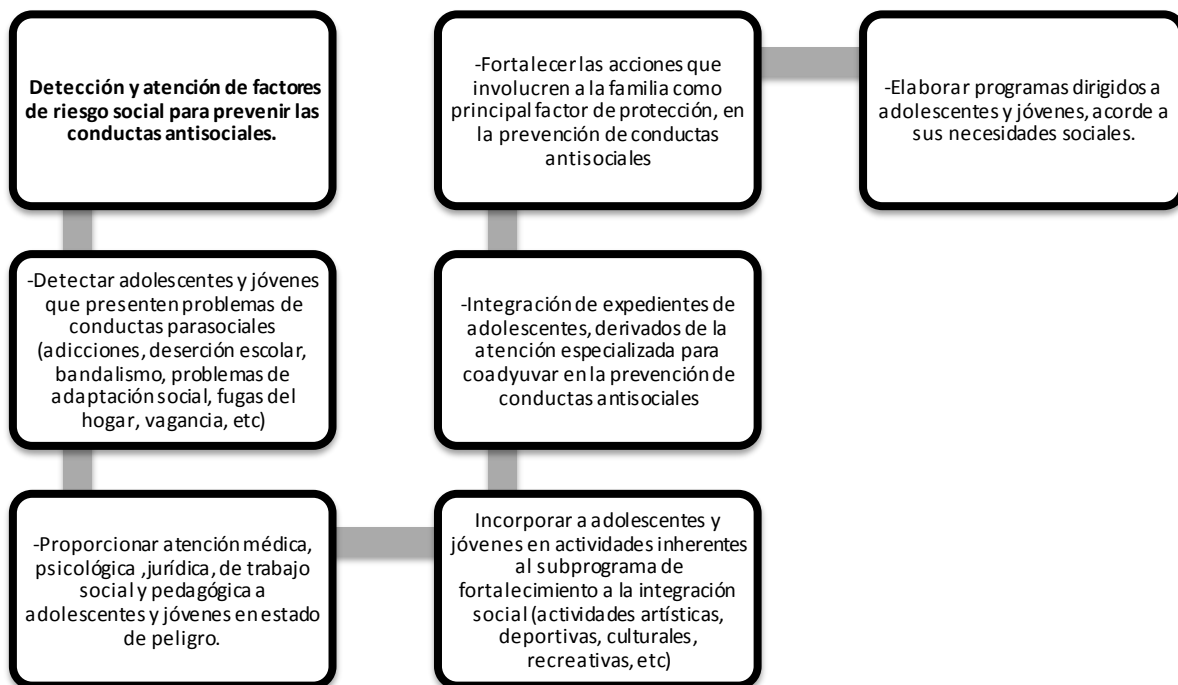 Detección y atención de factores
de riesgo social para prevenir las
conductas antisociales.
-Detectar adolescentes y jóvenes
que presenten problemas de
conductas parasociales
(adicciones, deserción escolar,
bandalismo, problemas de
adaptación social, fugas del
hogar, vagancia, etc)
-Proporcionar atención médica,
psicológica ,jurídica, de trabajo
social y pedagógica a
adolescentes y jóvenes en estado
de peligro.
Incorporar a adolescentes y
jóvenes en actividades inherentes
al subprograma de
fortalecimiento a la integración
social (actividades artísticas,
deportivas, culturales,
recreativas, etc)
-Integración de expedientes de
adolescentes, derivados de la
atención especializada para
coadyuvar en la prevención de
conductas antisociales
-Fortalecer las acciones que
involucren a la familia como
principal factor de protección, en
la prevención de conductas
antisociales
-Elaborar programas dirigidos a
adolescentes y jóvenes, acorde a
sus necesidades sociales.